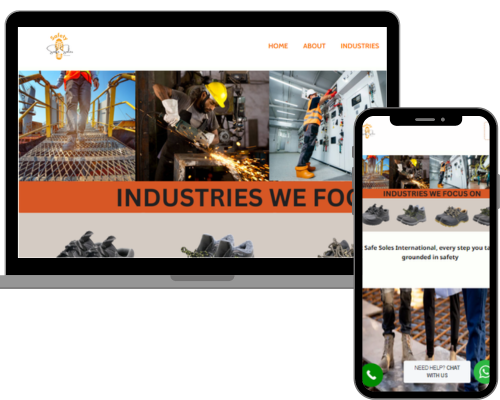 HOME ABOUT INDUSTRIES
INDUSTRIES WE FOC
INDUSTRIES WE FOCUS ON
Safe Soles International, every step you ta
grounded in safety
NEED HELP? CHAT
WITH US